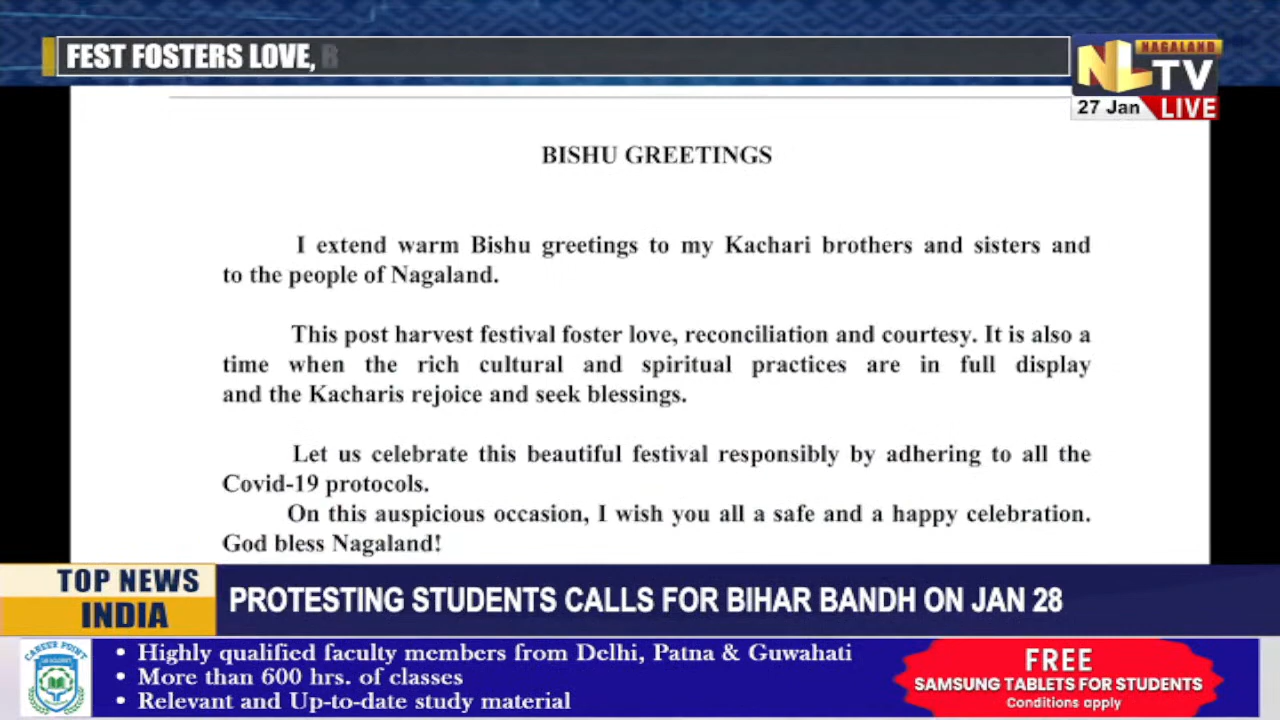 FEST FOSTERS LOVE,
NAGALAND
NLTV
27 Jan
LIVE
BISHU GREETINGS
I extend warm Bishu greetings to my Kachari brothers and sisters and
to the people of Nagaland.
This post harvest festival foster love, reconciliation and courtesy. It is also a
time when the rich cultural and spiritual practices are in full display
and the Kacharis rejoice and seek blessings.
Let us celebrate this beautiful festival responsibly by adhering to all the
Covid-19 protocols.
On this auspicious occasion, I wish you all a safe and a happy celebration.
God bless Nagaland!
TOP NEWS
INDIA
PROTESTING STUDENTS CALLS FOR BIHAR BANDH ON JAN 28
CAREER POINT
• Highly qualified faculty members from Delhi, Patna & Guwahati
• More than 600 hrs. of classes
• Relevant and Up-to-date study material
FREE
SAMSUNG TABLETS FOR STUDENTS
Conditions apply